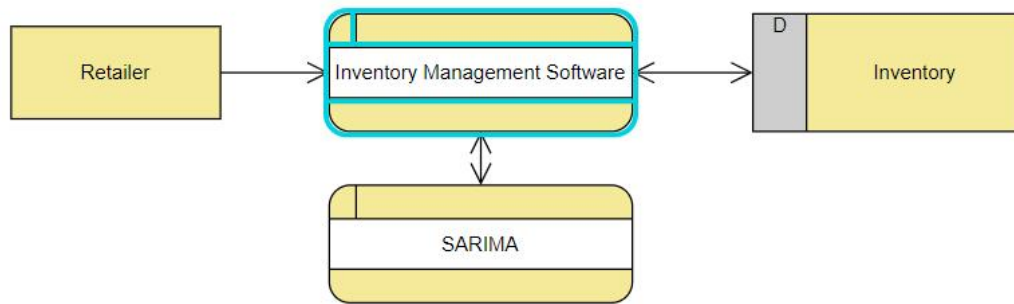 Retailer
Inventory Management Software
D
Inventory
SARIMA